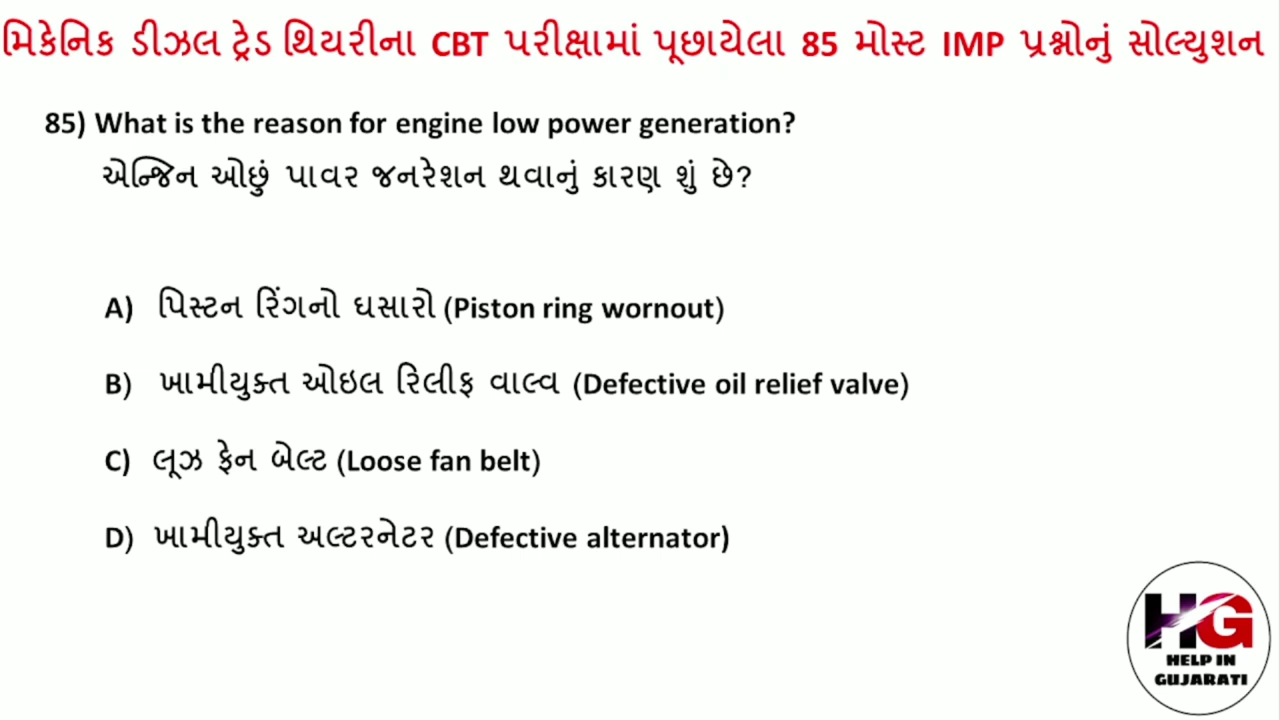 મિકેનિક ડીઝલ ટ્રેડ થિયરીના CBT પરીક્ષામાં પૂછાયેલા 85 મોસ્ટ IMP પ્રશ્નોનું સોલ્યુશન
85) What is the reason for engine low power generation?
એન્જિન ઓછું પાવર જનરેશન થવાનું કારણ શું છે?
A) પિસ્ટન રિંગનો ઘસારો (Piston ring wornout)
B) ખામીયુક્ત ઓઇલ રિલીફ વાલ્વ (Defective oil relief valve)
C) લૂઝ ફેન બેલ્ટ (Loose fan belt)
D) ખામીયુક્ત અલ્ટરનેટર (Defective alternator)
HG
HELP IN
GUJARATI